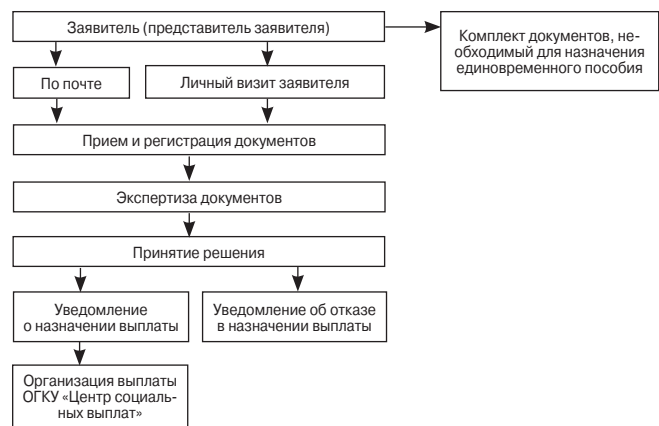 Заявитель (представитель заявителя)
Комплект документов, не-
обходимый для назначения
единовременного пособия
По почте
Личный визит заявителя
Прием и регистрация документов
Экспертиза документов
Принятие решения
Уведомление
о назначении выплаты
Уведомление об отказе
в назначении выплаты
Организация выплаты
ОГКУ «Центр социаль-
ных выплат»